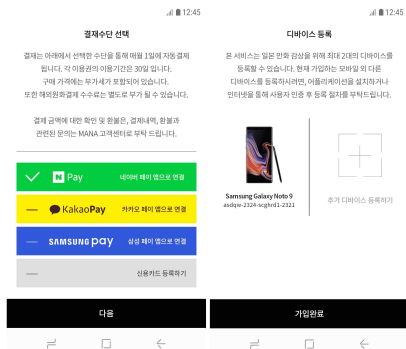 12:45
결재수단 선택
결제는 아래에서 선택한 수단을 통해 매월 1일에 자동결제
됩니다. 각 이용권의 이용기간은 30일 입니다.
구매 가격에는 부가세가 포함되어 있습니다.
또한 해외원화결제 수수료는 별도로 부가 될 수 있습니다.
결제 금액에 대한 확인 및 환불은, 결제내역, 환불과
관련된 문의는 MANA 고객센터로 부탁 드립니다.
N Pay 네이버 페이 앱으로 연결
KakaoPay 카카오 페이 앱으로 연결
SAMSUNG pay 삼성 페이 앱으로 연결
신용카드 등록하기
다음
12:45
디바이스 등록
본 서비스는 일본 만화 감상을 위해 최대 2대의 디바이스를
등록할 수 있습니다. 현재 가입하는 모바일 외 다른
디바이스를 등록하시려면, 어플리케이션을 설치하거나
인터넷을 통해 사용자 인증 후 등록 절차를 부탁드립니다.
Samsung Galaxy Note 9
asdqw-2324-scghrd1-2321
추가 디바이스 등록하기
가입완료